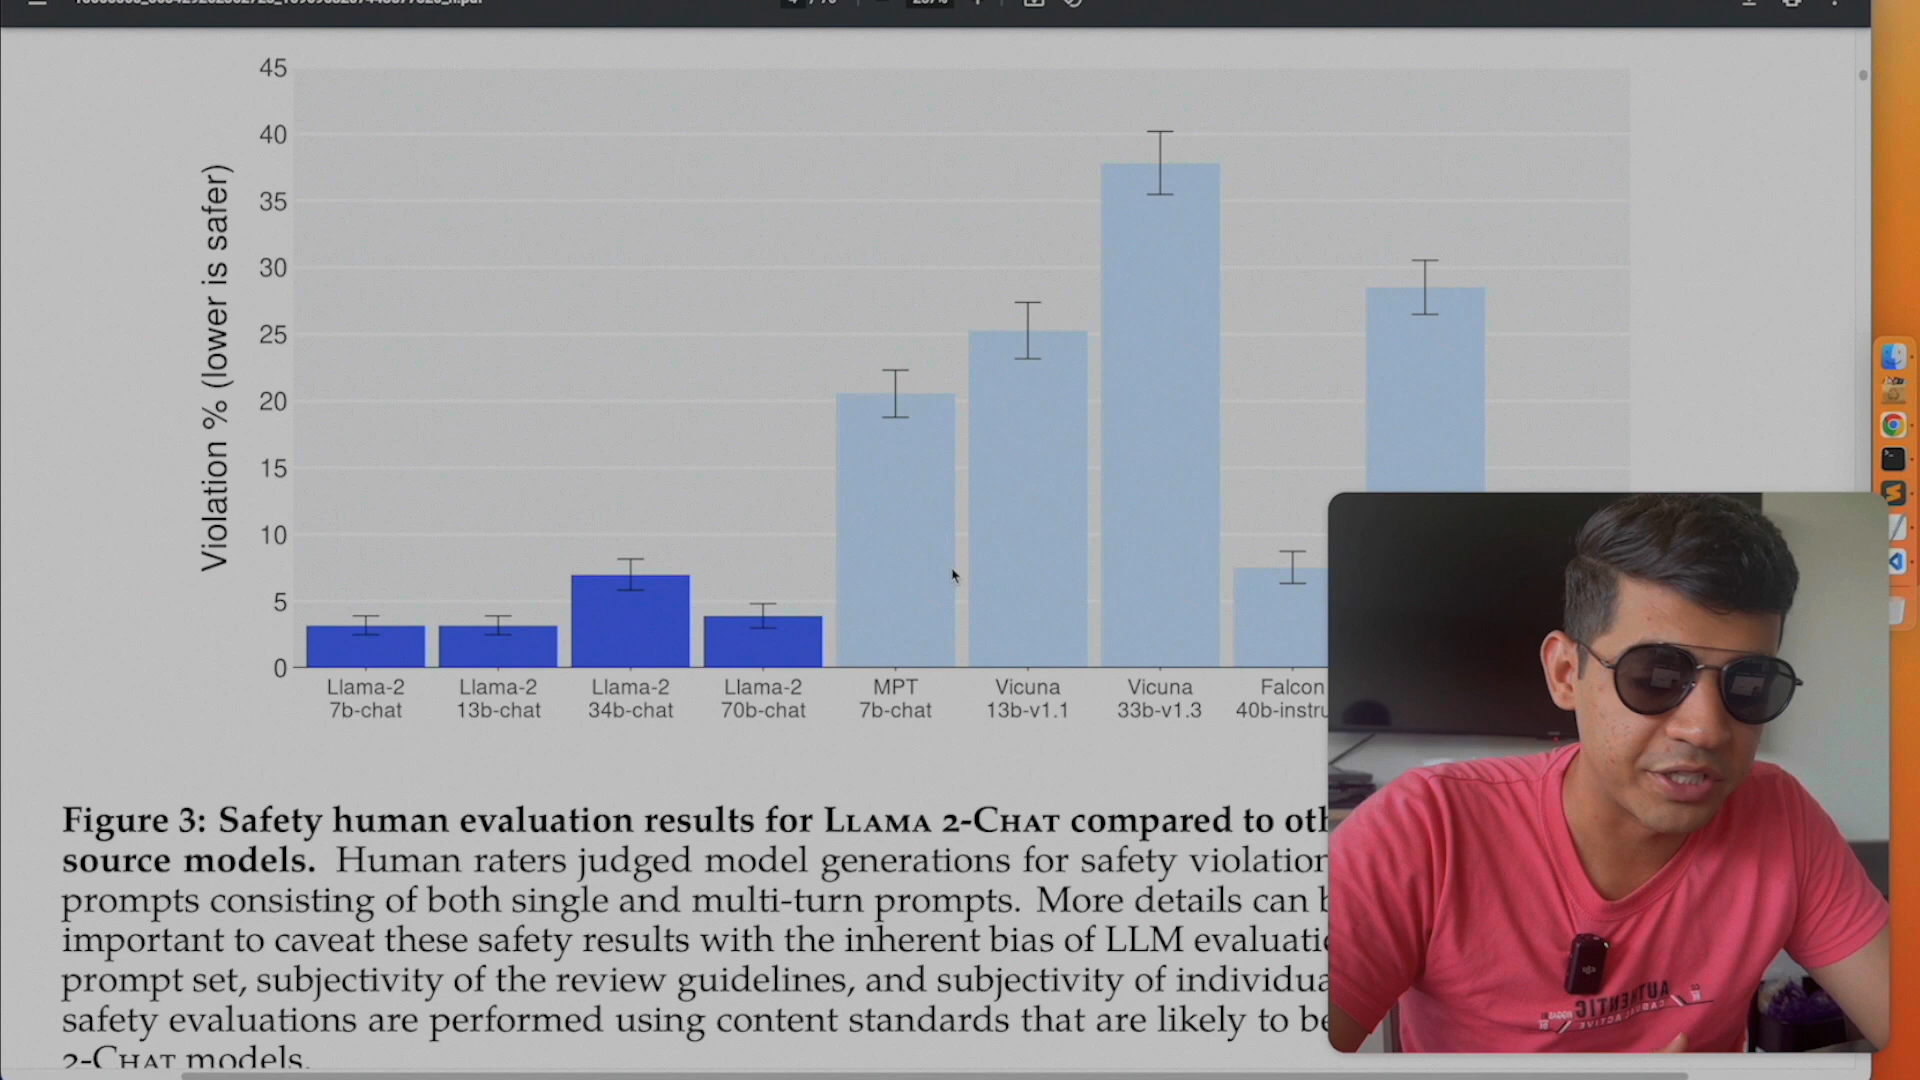 45
40
35
30
25
20
15
10
5
0
Violation % (lower is safer)
Llama-2 7b-chat
Llama-2 13b-chat
Llama-2 34b-chat
Llama-2 70b-chat
MPT 7b-chat
Vicuna 13b-v1.1
Vicuna 33b-v1.3
Falcon 40b-instru
Figure 3: Safety human evaluation results for LLAMA 2-CHAT compared to oth
source models. Human raters judged model generations for safety violation
prompts consisting of both single and multi-turn prompts. More details can b
important to caveat these safety results with the inherent bias of LLM evaluatio
prompt set, subjectivity of the review guidelines, and subjectivity of individua
safety evaluations are performed using content standards that are likely to be
2-CHAT models.
AUTHENTIC
CASUAL ACTIVE